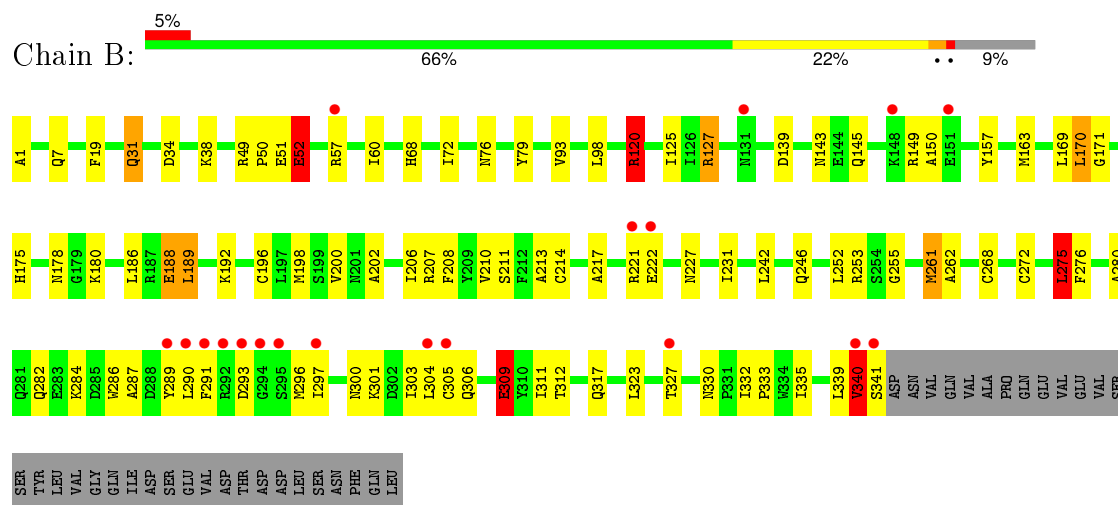 5%
Chain B:
66% 22% • • 9%
A1 Q7 F19 Q31 D34 K38 R49 P50 E51 E52 R57 I60 H68 I72 N76 Y79 V93 L98 R120 I125 I126 R127 N131 D139 N143 E144 Q145 K148 R149 A150 E151 Y157 M163 L169 L170 G171
H175 N178 G179 K180 L186 R187 E188 L189 K192 C196 L197 M198 S199 V200 N201 A202 I206 R207 F208 Y209 V210 S211 F212 A213 C214 A217 R221 E222 N227 I231 L242 Q246 L252 R253 S254 G255 M261 A262 C268 C272 L275 F276 A280
Q281 Q282 E283 K284 D285 W286 A287 D288 Y289 L290 F291 R292 D293 G294 S295 M296 I297 N300 K301 D302 I303 L304 C305 Q306 E309 Y310 I311 T312 Q317 L323 T327 N330 P331 I332 P333 W334 I335 L339 V340 S341 ASP ASN VAL GLN VAL ALA PRO GLN GLU VAL GLU VAL SER
SER TYR LEU VAL GLY GLN ILE ASP SER GLU VAL ASP THR ASP ASP LEU SER ASN PHE GLN LEU